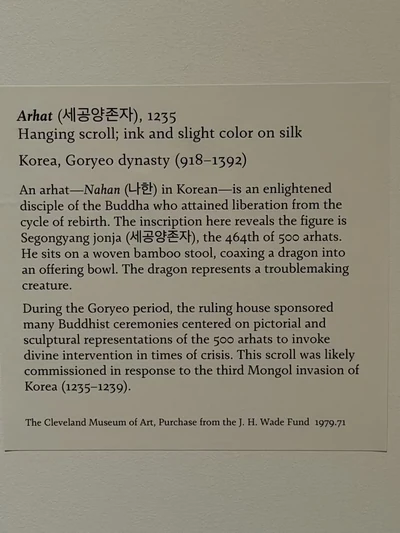 Arhat (세공양존자), 1235
Hanging scroll; ink and slight color on silk
Korea, Goryeo dynasty (918–1392)
An arhat—Nahan (나한) in Korean—is an enlightened
disciple of the Buddha who attained liberation from the
cycle of rebirth. The inscription here reveals the figure is
Segongyang jonja (세공양존자), the 464th of 500 arhats.
He sits on a woven bamboo stool, coaxing a dragon into
an offering bowl. The dragon represents a troublemaking
creature.
During the Goryeo period, the ruling house sponsored
many Buddhist ceremonies centered on pictorial and
sculptural representations of the 500 arhats to invoke
divine intervention in times of crisis. This scroll was likely
commissioned in response to the third Mongol invasion of
Korea (1235–1239).
The Cleveland Museum of Art, Purchase from the J. H. Wade Fund 1979.71